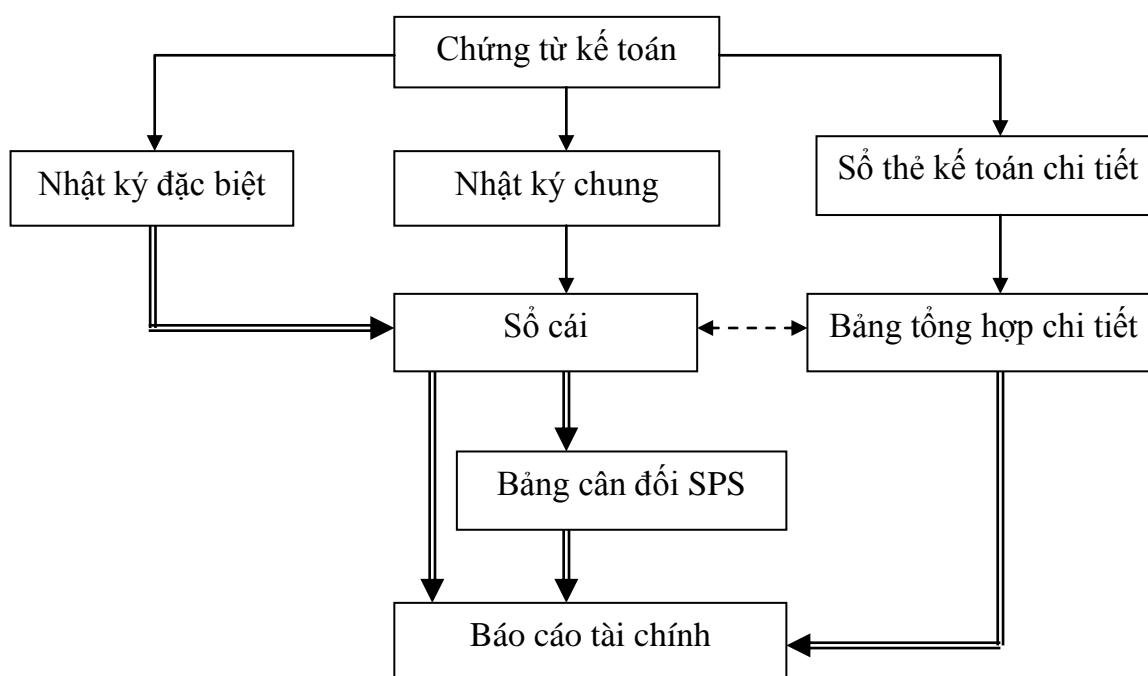 Chứng từ kế toán
Nhật ký đặc biệt
Nhật ký chung
Sổ thẻ kế toán chi tiết
Sổ cái
Bảng tổng hợp chi tiết
Bảng cân đối SPS
Báo cáo tài chính